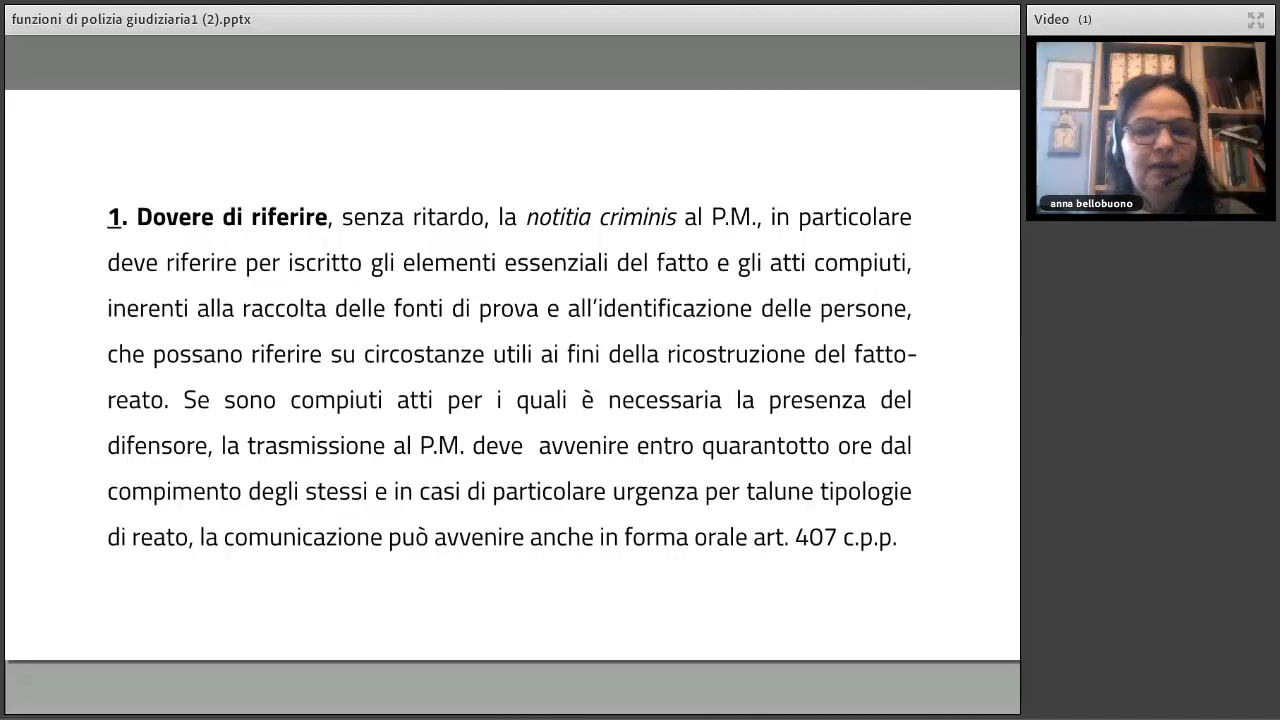 funzioni di polizia giudiziaria1 (2).pptx
Video (1)
anna bellobuono
1. Dovere di riferire, senza ritardo, la notitia criminis al P.M., in particolare
deve riferire per iscritto gli elementi essenziali del fatto e gli atti compiuti,
inerenti alla raccolta delle fonti di prova e all’identificazione delle persone,
che possano riferire su circostanze utili ai fini della ricostruzione del fatto-
reato. Se sono compiuti atti per i quali è necessaria la presenza del
difensore, la trasmissione al P.M. deve avvenire entro quarantotto ore dal
compimento degli stessi e in casi di particolare urgenza per talune tipologie
di reato, la comunicazione può avvenire anche in forma orale art. 407 c.p.p.